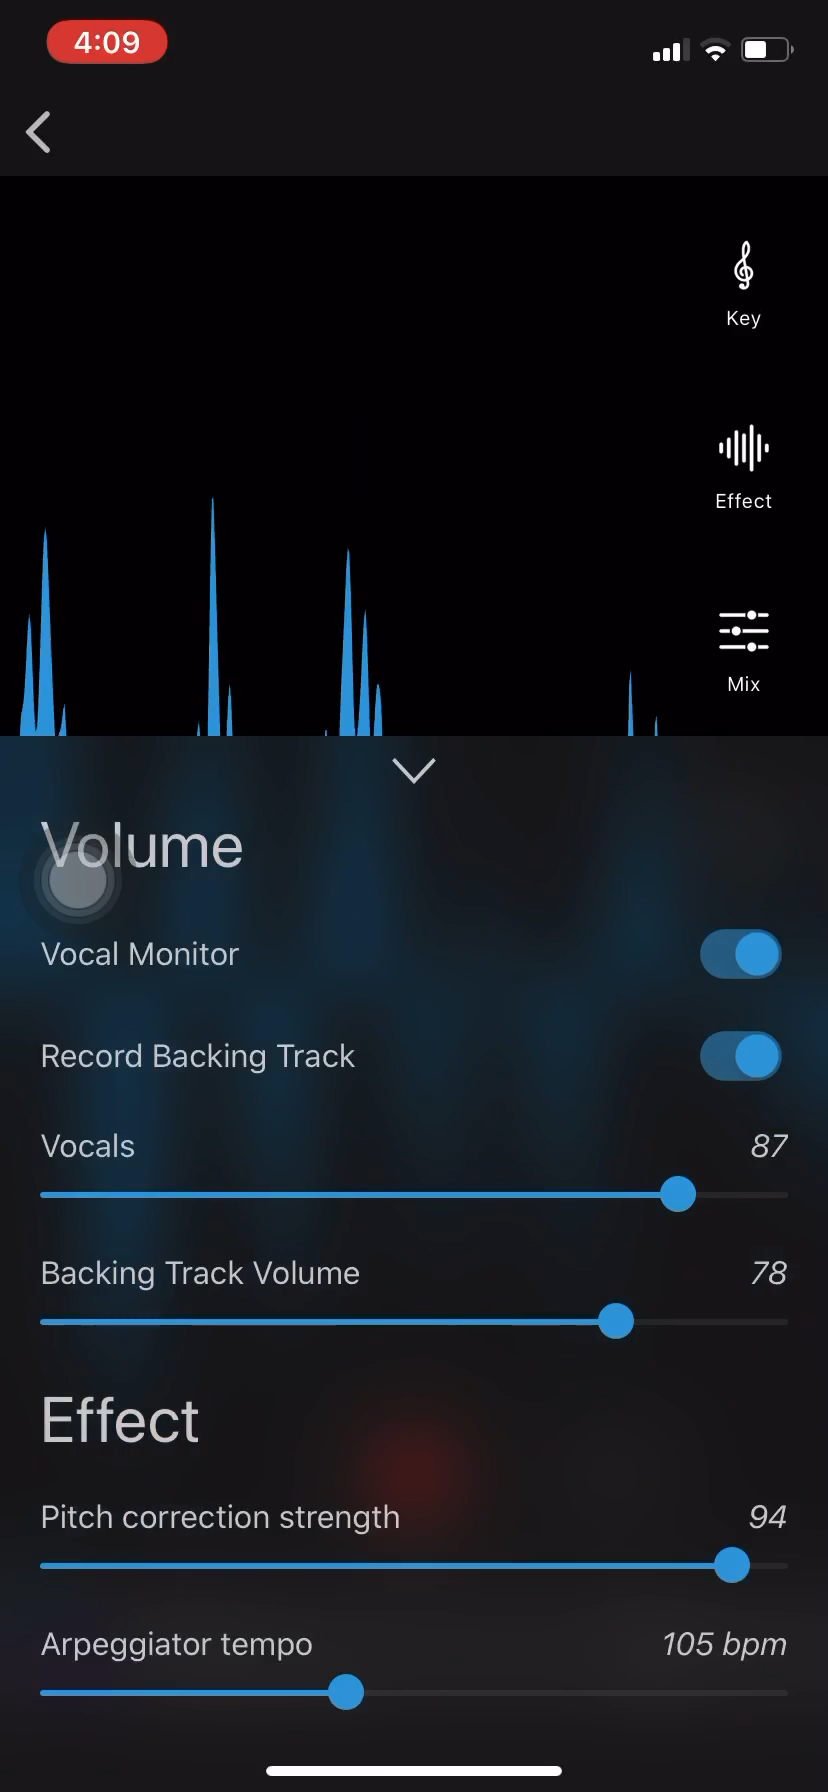 4:09
Key
Effect
Mix
Volume
Vocal Monitor
Record Backing Track
Vocals 87
Backing Track Volume 78
Effect
Pitch correction strength 94
Arpeggiator tempo 105 bpm